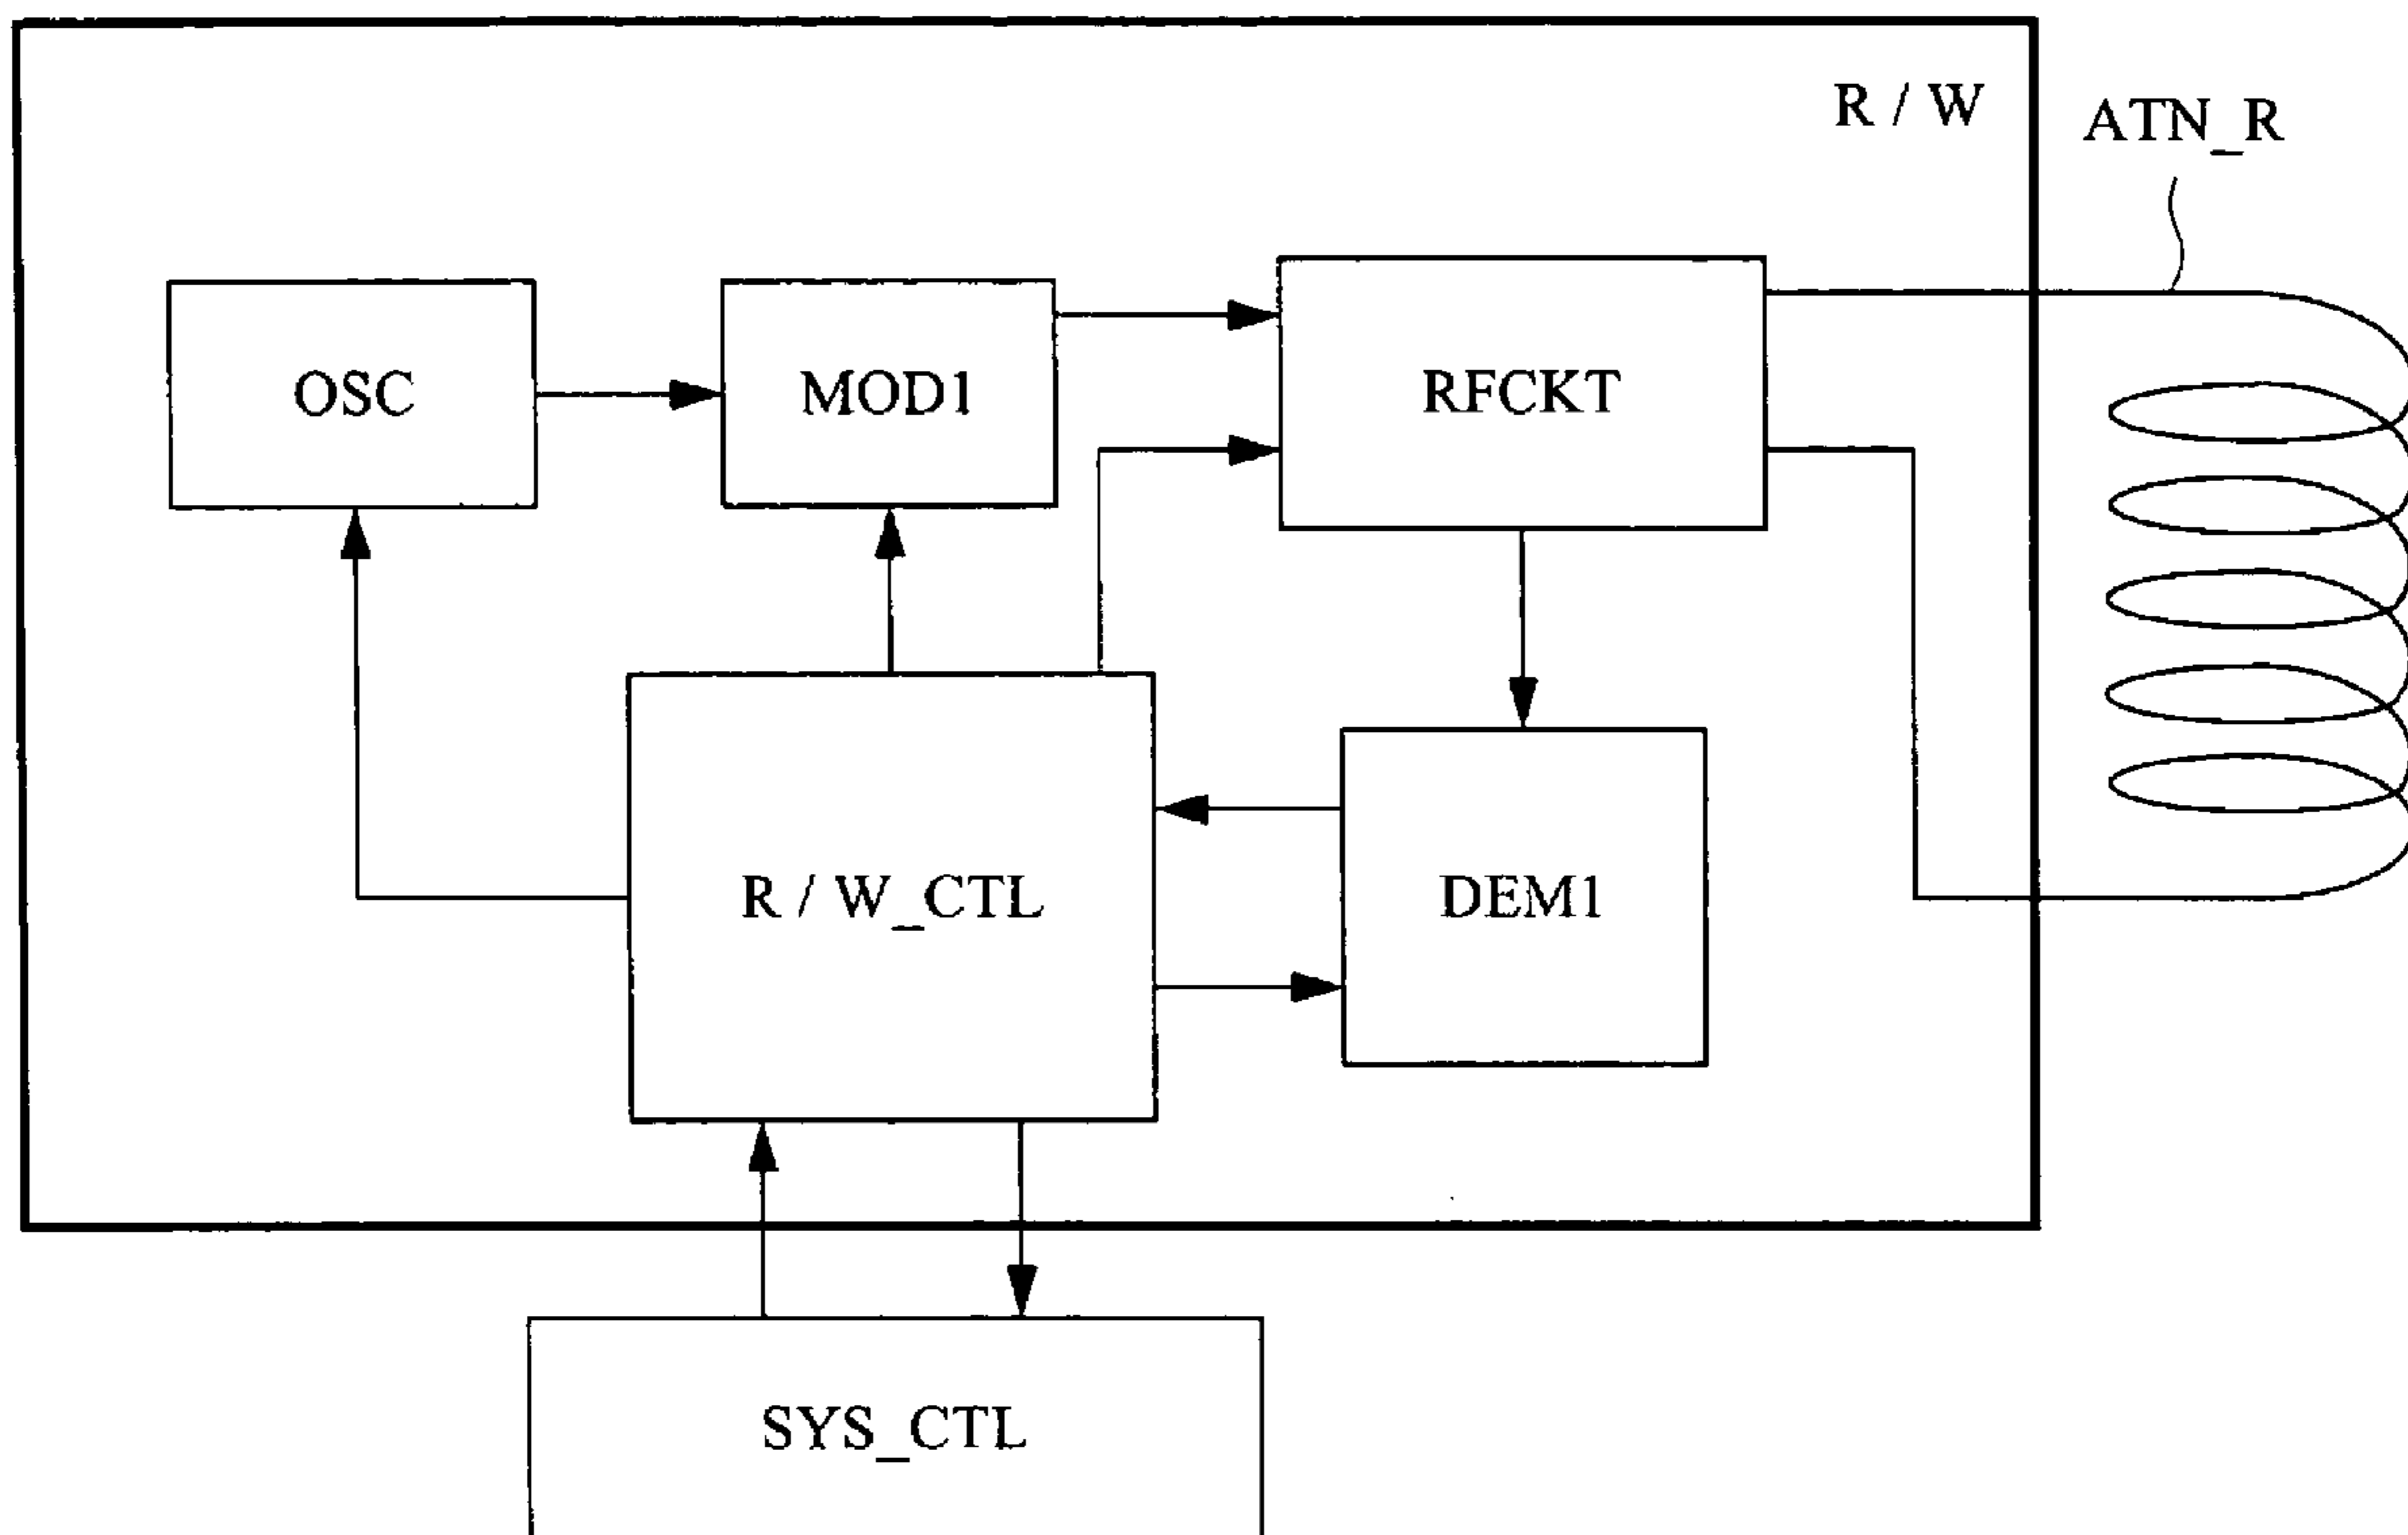 R / W
ATN_R
OSC
MOD1
RFCKT
R / W_CTL
DEM1
SYS_CTL